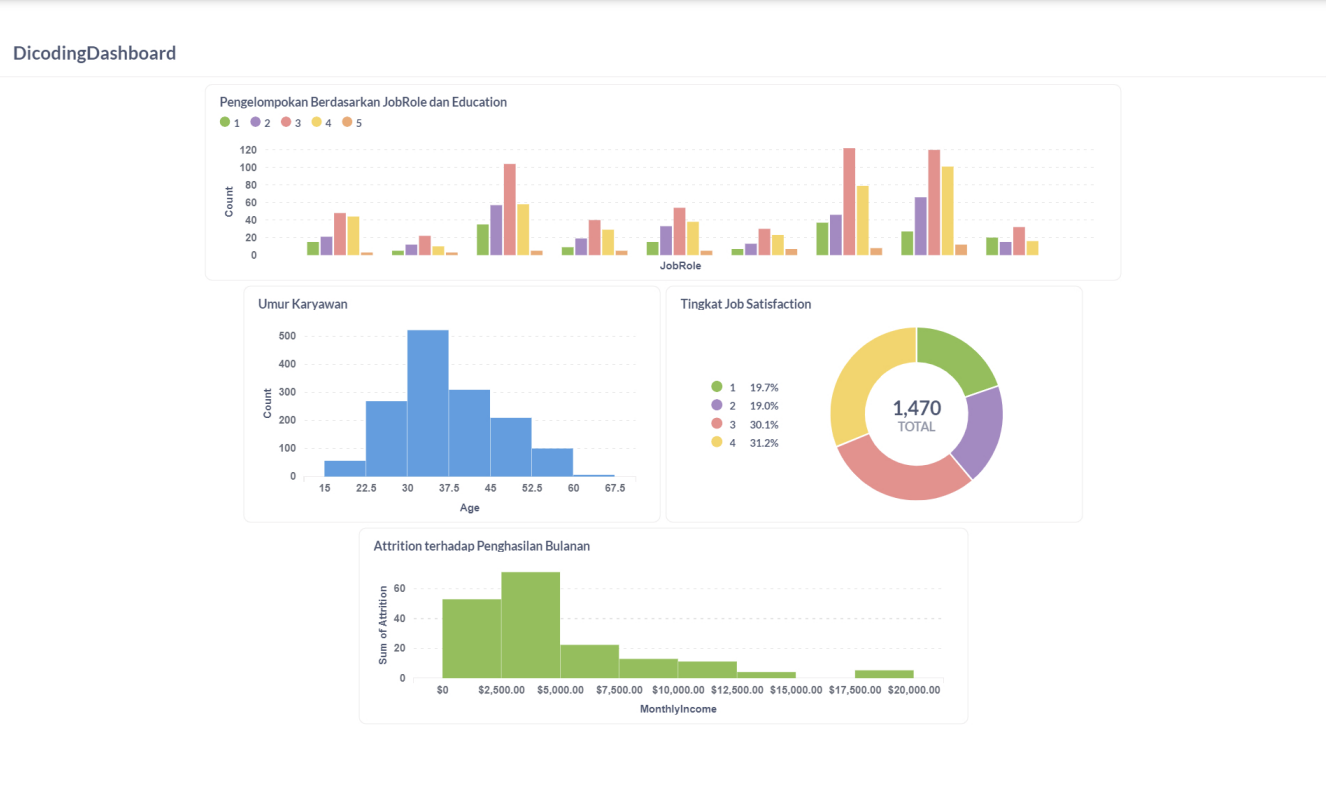 DicodingDashboard
Pengelompokan Berdasarkan JobRole dan Education
1 2 3 4 5
120
100
80
60
40
20
0
Count
JobRole
Umur Karyawan
500
400
300
200
100
0
Count
15 22.5 30 37.5 45 52.5 60 67.5
Age
Tingkat Job Satisfaction
1 19.7%
2 19.0%
3 30.1%
4 31.2%
1,470
TOTAL
Attrition terhadap Penghasilan Bulanan
60
40
20
0
Sum of Attrition
$0 $2,500.00 $5,000.00 $7,500.00 $10,000.00 $12,500.00 $15,000.00 $17,500.00 $20,000.00
MonthlyIncome